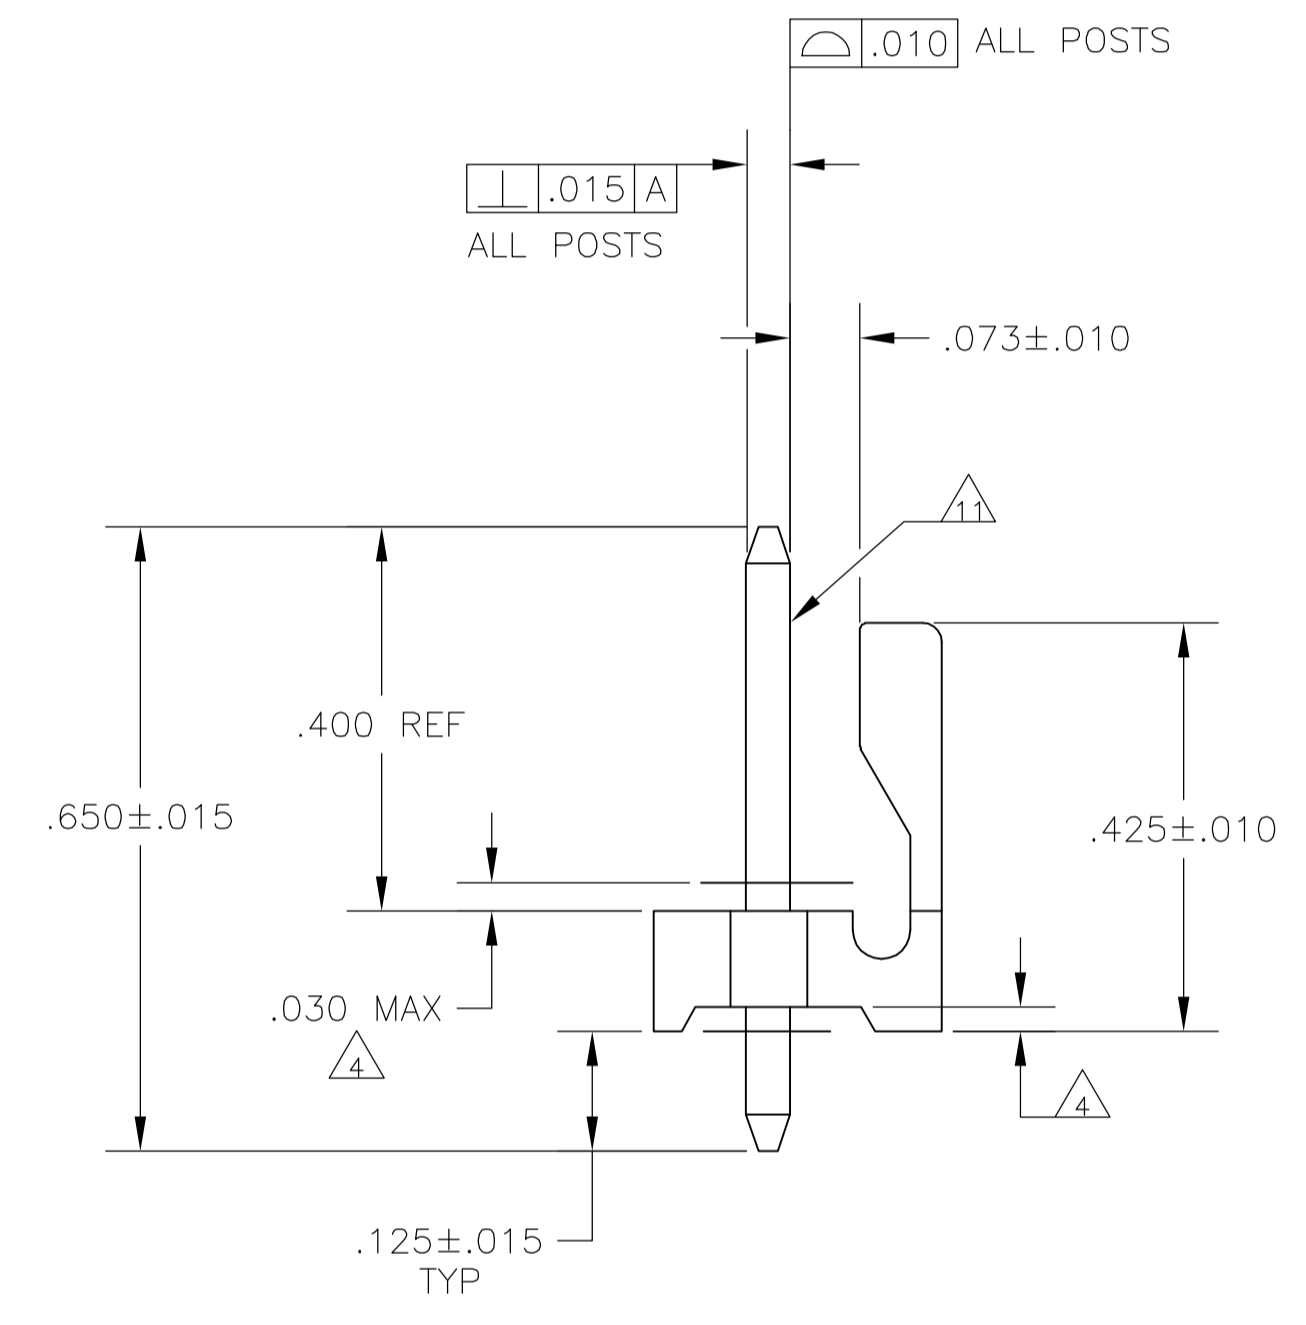 .010 ALL POSTS
⊥ .015 A
ALL POSTS
.073±.010
11
.400 REF
.650±.015
.425±.010
.030 MAX
4
4
.125±.015
TYP